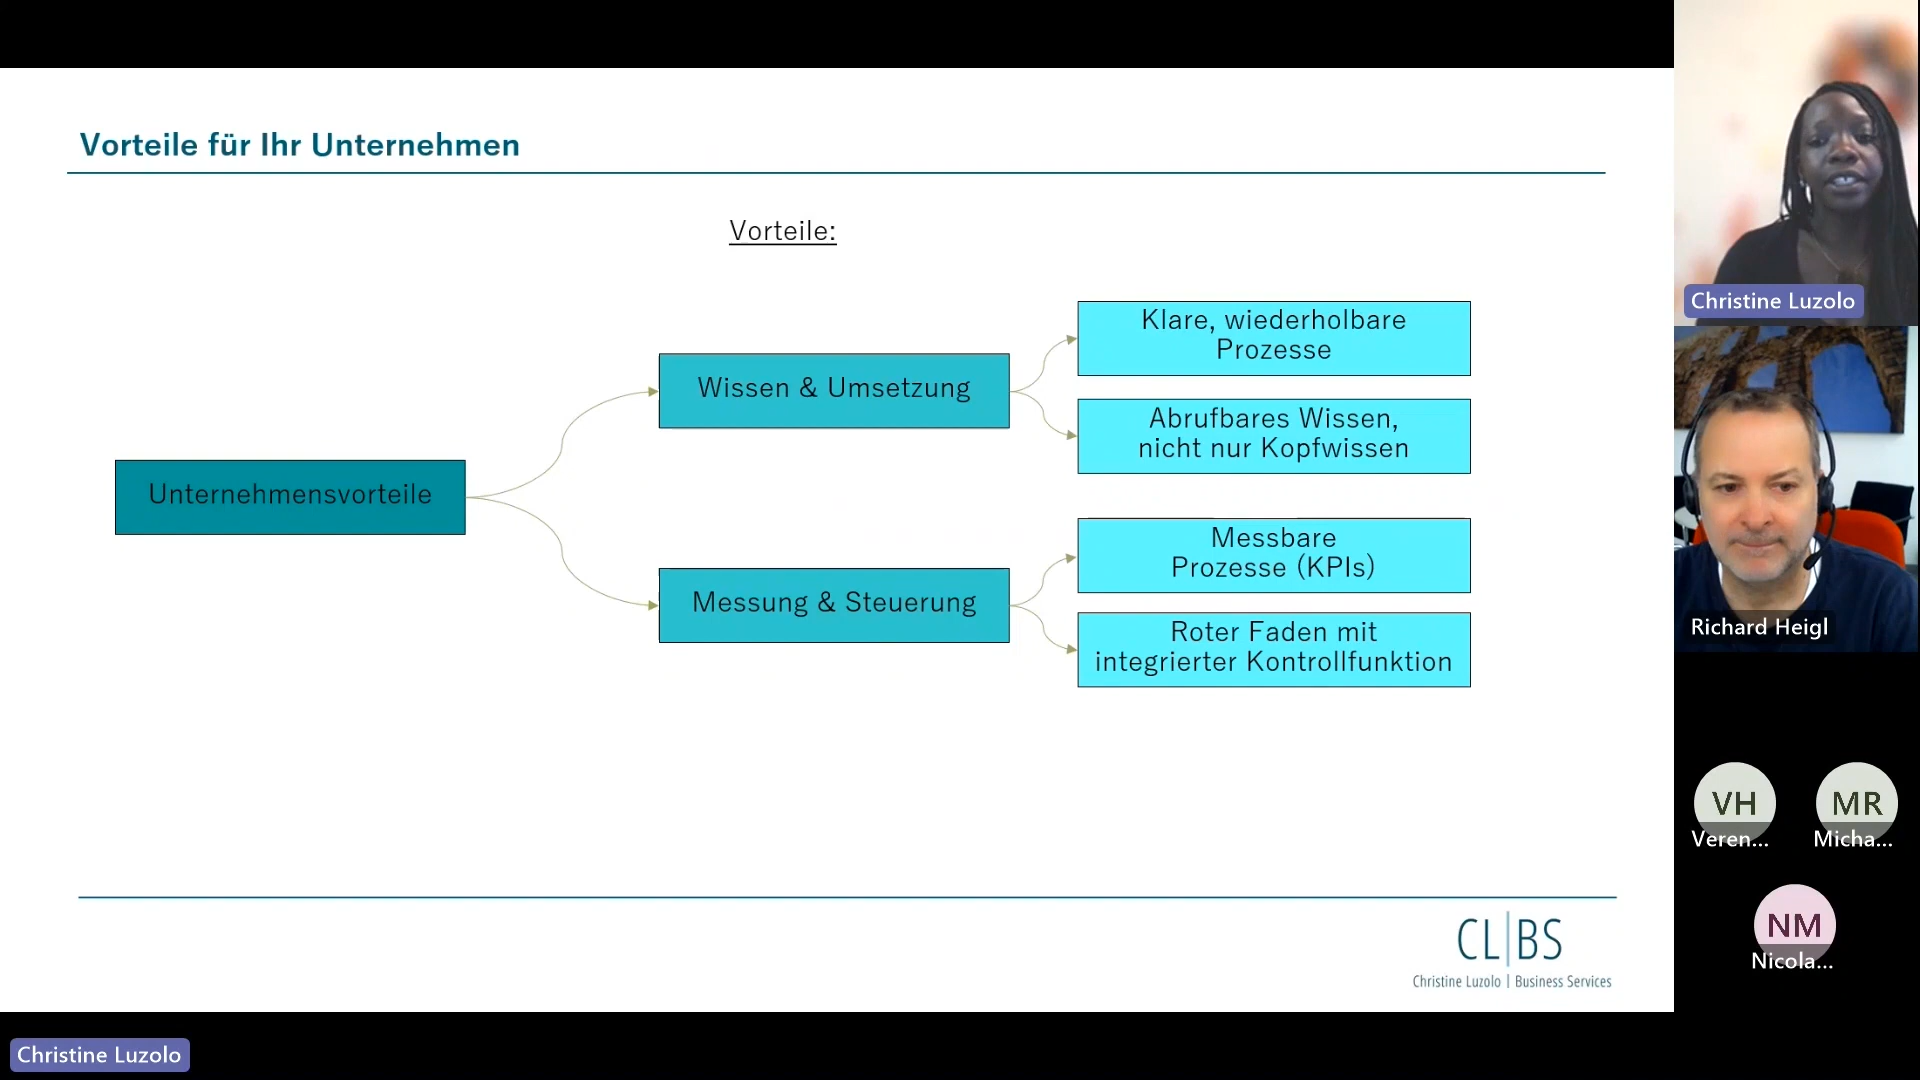 Vorteile für Ihr Unternehmen
Vorteile:
Unternehmensvorteile
Wissen & Umsetzung
Klare, wiederholbare
Prozesse
Abrufbares Wissen,
nicht nur Kopfwissen
Messung & Steuerung
Messbare
Prozesse (KPIs)
Roter Faden mit
integrierter Kontrollfunktion
CL|BS
Christine Luzolo | Business Services
Christine Luzolo
Christine Luzolo
Richard Heigl
VH
Veren...
MR
Micha...
NM
Nicola...